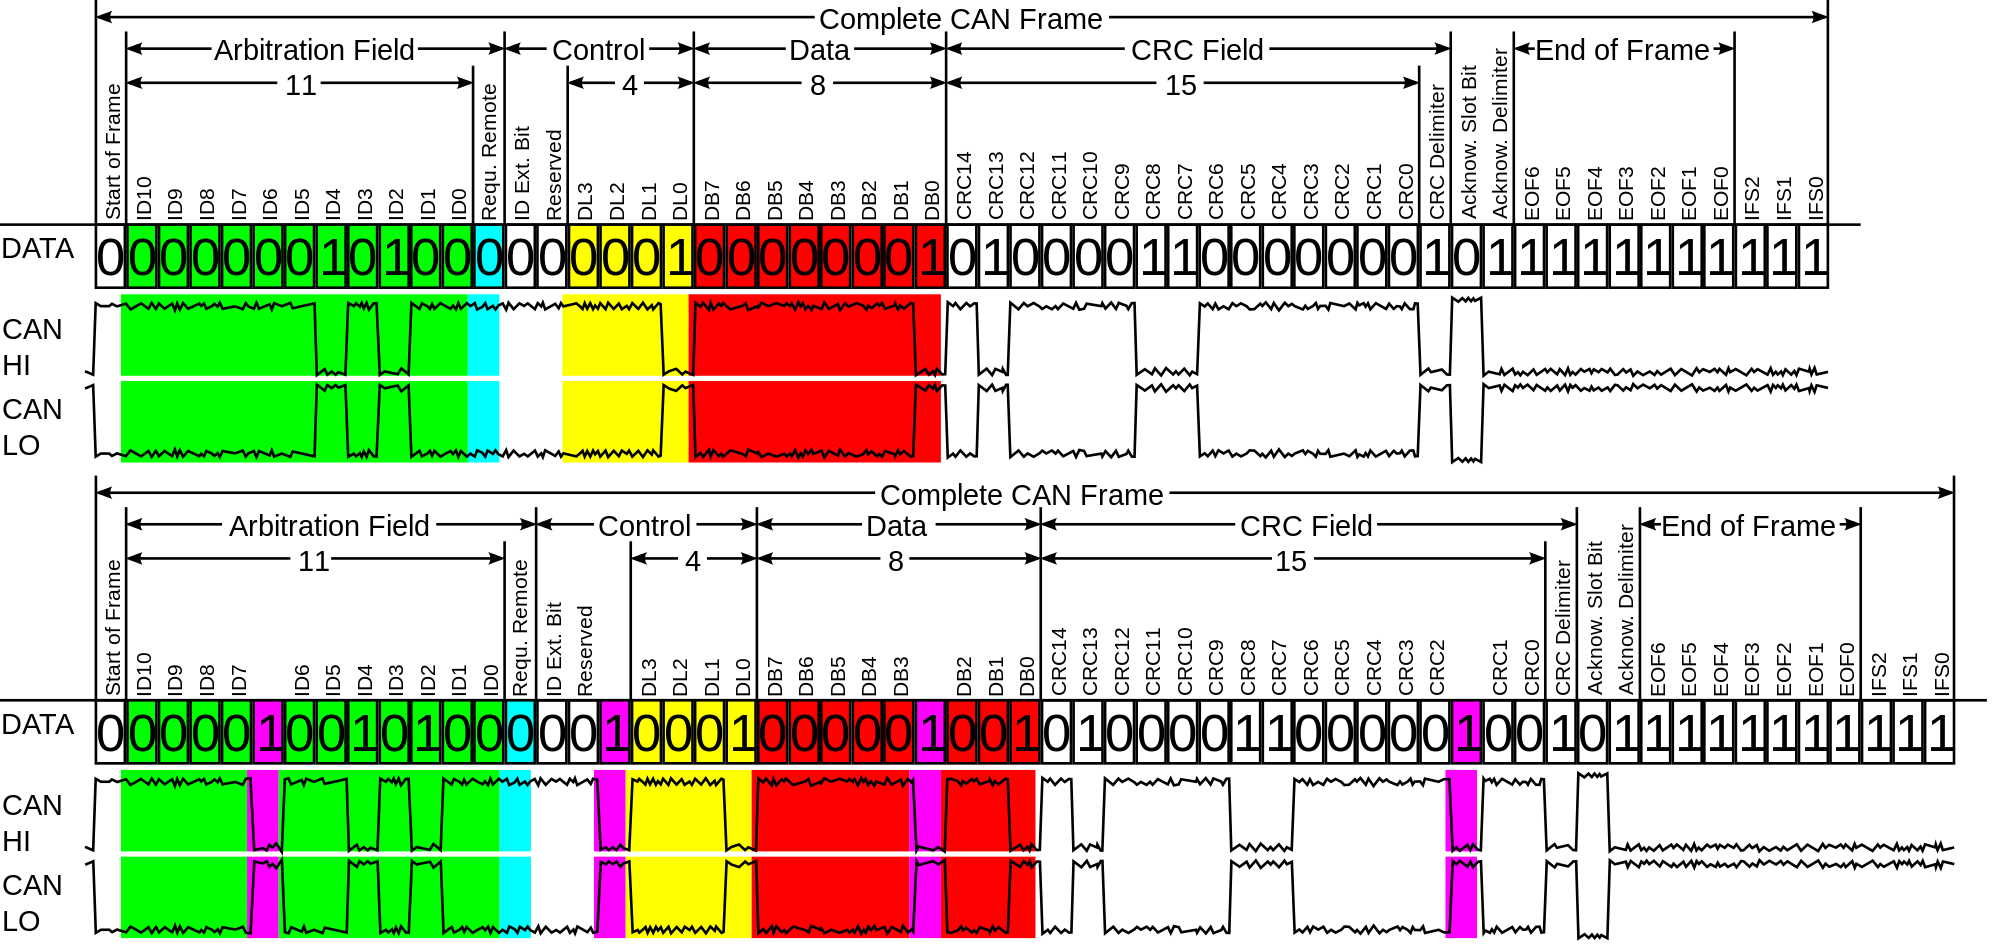 Complete CAN Frame
Arbitration Field Control Data CRC Field End of Frame
11 4 8 15
Start of Frame ID10 ID9 ID8 ID7 ID6 ID5 ID4 ID3 ID2 ID1 ID0 Requ. Remote ID Ext. Bit Reserved DL3 DL2 DL1 DL0 DB7 DB6 DB5 DB4 DB3 DB2 DB1 DB0 CRC14 CRC13 CRC12 CRC11 CRC10 CRC9 CRC8 CRC7 CRC6 CRC5 CRC4 CRC3 CRC2 CRC1 CRC0 CRC Delimiter Acknow. Slot Bit Acknow. Delimiter EOF6 EOF5 EOF4 EOF3 EOF2 EOF1 EOF0 IFS2 IFS1 IFS0
DATA 0 0 0 0 0 0 0 1 0 1 0 0 0 0 0 0 0 0 1 0 0 0 0 0 0 0 1 0 1 0 0 0 0 1 1 0 0 0 0 0 0 0 1 0 1 1 1 1 1 1 1 1 1 1 1
CAN
HI
CAN
LO
Complete CAN Frame
Arbitration Field Control Data CRC Field End of Frame
11 4 8 15
Start of Frame ID10 ID9 ID8 ID7 ID6 ID5 ID4 ID3 ID2 ID1 ID0 Requ. Remote ID Ext. Bit Reserved DL3 DL2 DL1 DL0 DB7 DB6 DB5 DB4 DB3 DB2 DB1 DB0 CRC14 CRC13 CRC12 CRC11 CRC10 CRC9 CRC8 CRC7 CRC6 CRC5 CRC4 CRC3 CRC2 CRC1 CRC0 CRC Delimiter Acknow. Slot Bit Acknow. Delimiter EOF6 EOF5 EOF4 EOF3 EOF2 EOF1 EOF0 IFS2 IFS1 IFS0
DATA 0 0 0 0 0 1 0 0 1 0 1 0 0 0 0 0 1 0 0 0 1 0 0 0 0 0 1 0 0 1 0 1 0 0 0 0 1 1 0 0 0 0 0 1 0 0 1 0 1 1 1 1 1 1 1 1 1 1 1
CAN
HI
CAN
LO